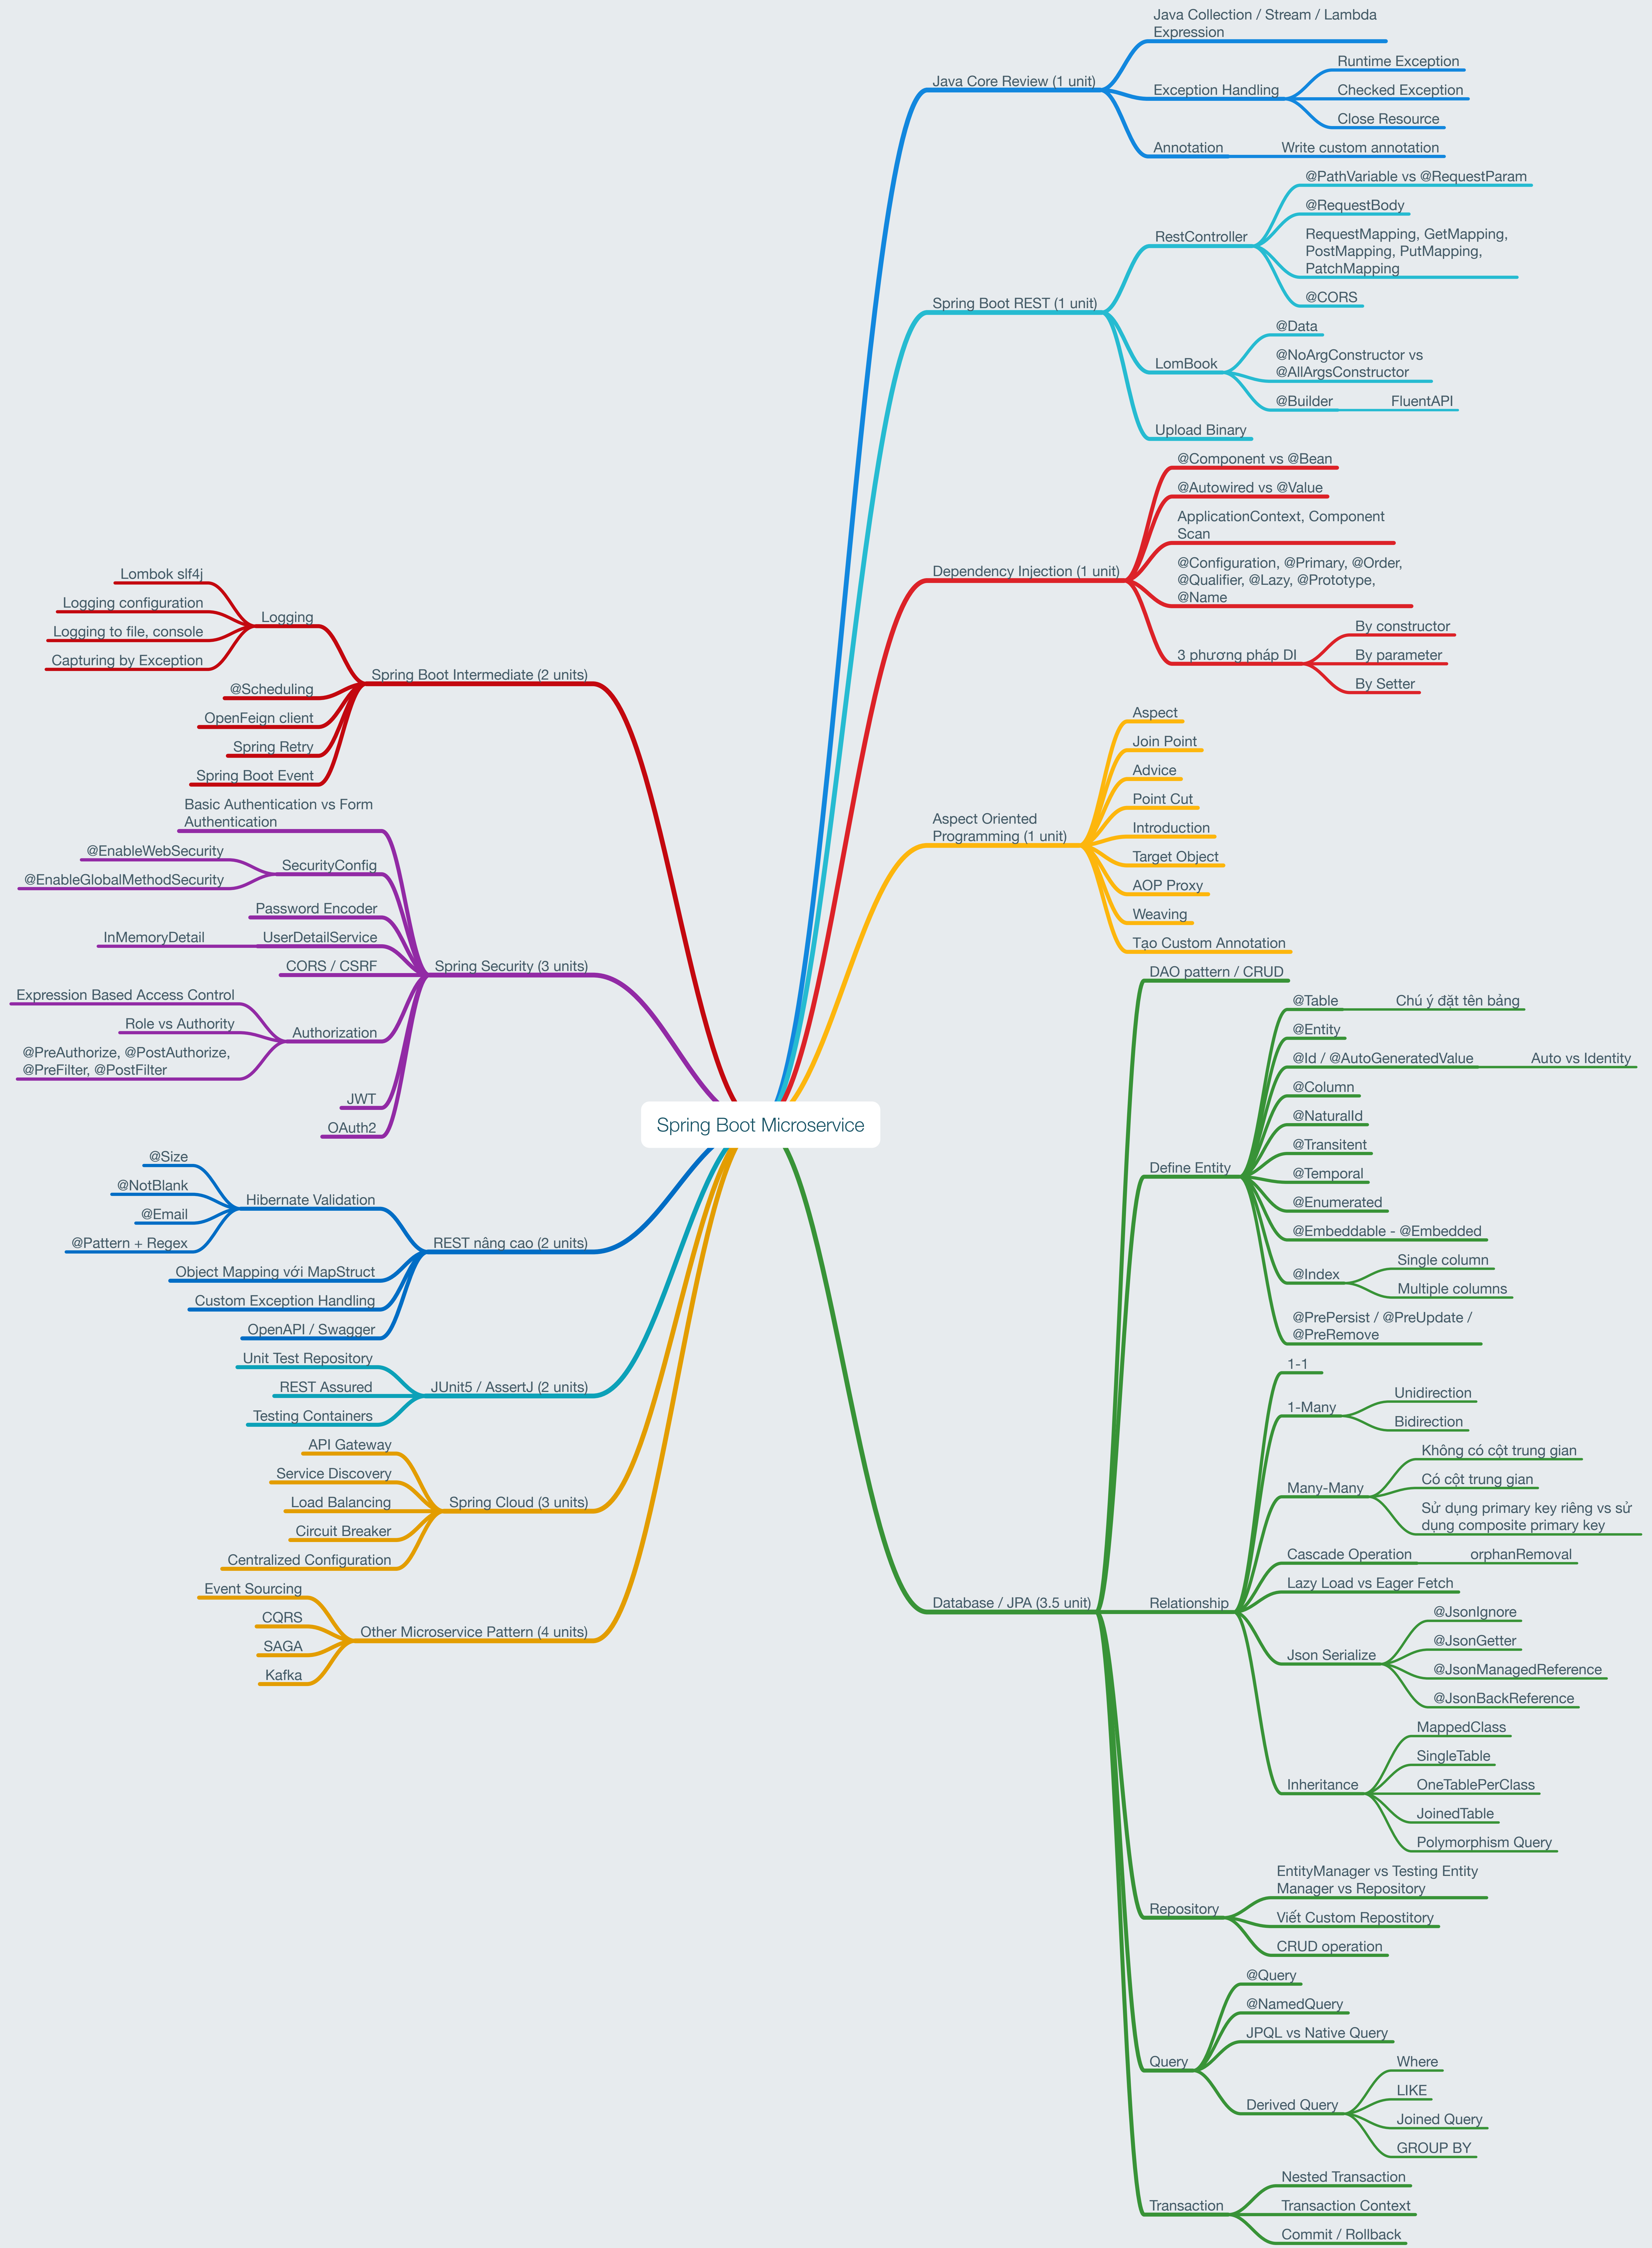 Spring Boot Microservice
Java Core Review (1 unit)
Java Collection / Stream / Lambda
Expression
Exception Handling
Runtime Exception
Checked Exception
Close Resource
Annotation
Write custom annotation
Spring Boot REST (1 unit)
RestController
@PathVariable vs @RequestParam
@RequestBody
RequestMapping, GetMapping,
PostMapping, PutMapping,
PatchMapping
@CORS
LomBook
@Data
@NoArgConstructor vs
@AllArgsConstructor
@Builder
FluentAPI
Upload Binary
Dependency Injection (1 unit)
@Component vs @Bean
@Autowired vs @Value
ApplicationContext, Component
Scan
@Configuration, @Primary, @Order,
@Qualifier, @Lazy, @Prototype,
@Name
3 phương pháp DI
By constructor
By parameter
By Setter
Aspect Oriented
Programming (1 unit)
Aspect
Join Point
Advice
Point Cut
Introduction
Target Object
AOP Proxy
Weaving
Tạo Custom Annotation
Database / JPA (3.5 unit)
DAO pattern / CRUD
Define Entity
@Table
Chú ý đặt tên bảng
@Entity
@Id / @AutoGeneratedValue
Auto vs Identity
@Column
@NaturalId
@Transitent
@Temporal
@Enumerated
@Embeddable - @Embedded
@Index
Single column
Multiple columns
@PrePersist / @PreUpdate /
@PreRemove
Relationship
1-1
1-Many
Unidirection
Bidirection
Many-Many
Không có cột trung gian
Có cột trung gian
Sử dụng primary key riêng vs sử
dụng composite primary key
Cascade Operation
orphanRemoval
Lazy Load vs Eager Fetch
Json Serialize
@JsonIgnore
@JsonGetter
@JsonManagedReference
@JsonBackReference
Inheritance
MappedClass
SingleTable
OneTablePerClass
JoinedTable
Polymorphism Query
Repository
EntityManager vs Testing Entity
Manager vs Repository
Viết Custom Repostitory
CRUD operation
Query
@Query
@NamedQuery
JPQL vs Native Query
Derived Query
Where
LIKE
Joined Query
GROUP BY
Transaction
Nested Transaction
Transaction Context
Commit / Rollback
Spring Boot Intermediate (2 units)
Logging
Lombok slf4j
Logging configuration
Logging to file, console
Capturing by Exception
@Scheduling
OpenFeign client
Spring Retry
Spring Boot Event
Spring Security (3 units)
Basic Authentication vs Form
Authentication
SecurityConfig
@EnableWebSecurity
@EnableGlobalMethodSecurity
Password Encoder
UserDetailService
InMemoryDetail
CORS / CSRF
Authorization
Expression Based Access Control
Role vs Authority
@PreAuthorize, @PostAuthorize,
@PreFilter, @PostFilter
JWT
OAuth2
REST nâng cao (2 units)
Hibernate Validation
@Size
@NotBlank
@Email
@Pattern + Regex
Object Mapping với MapStruct
Custom Exception Handling
OpenAPI / Swagger
JUnit5 / AssertJ (2 units)
Unit Test Repository
REST Assured
Testing Containers
Spring Cloud (3 units)
API Gateway
Service Discovery
Load Balancing
Circuit Breaker
Centralized Configuration
Other Microservice Pattern (4 units)
Event Sourcing
CQRS
SAGA
Kafka